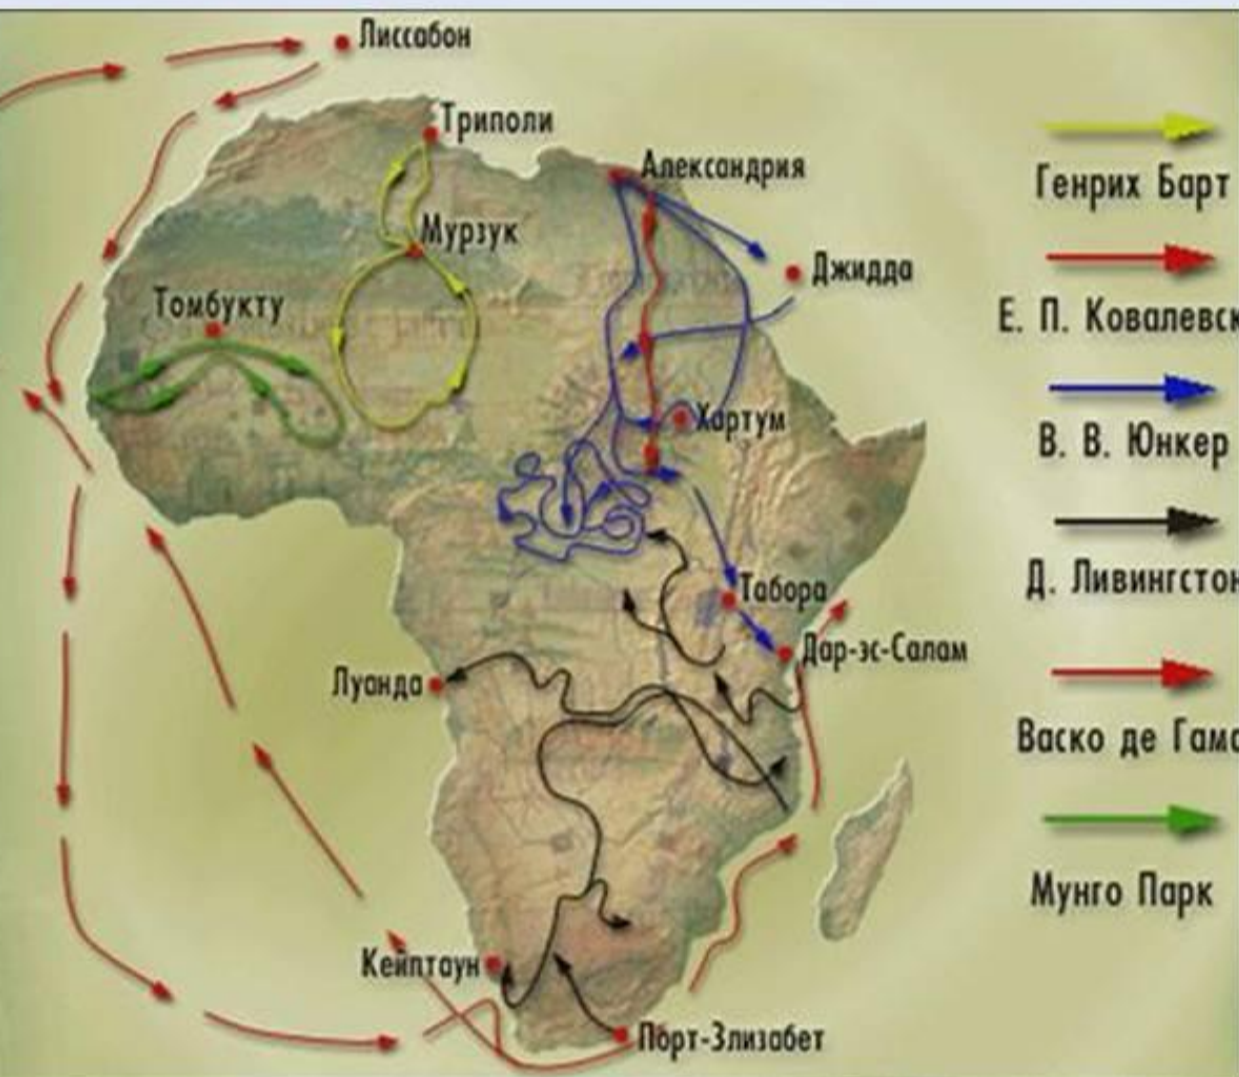 Лиссабон
Триполи
Александрия
Мурзук
Джидда
Томбукту
Хартум
Табора
Дар-эс-Салам
Луанда
Кейптаун
Порт-Злизабет
Генрих Барт
Е. П. Ковалевск
В. В. Юнкер
Д. Ливингстон
Васко де Гама
Мунго Парк